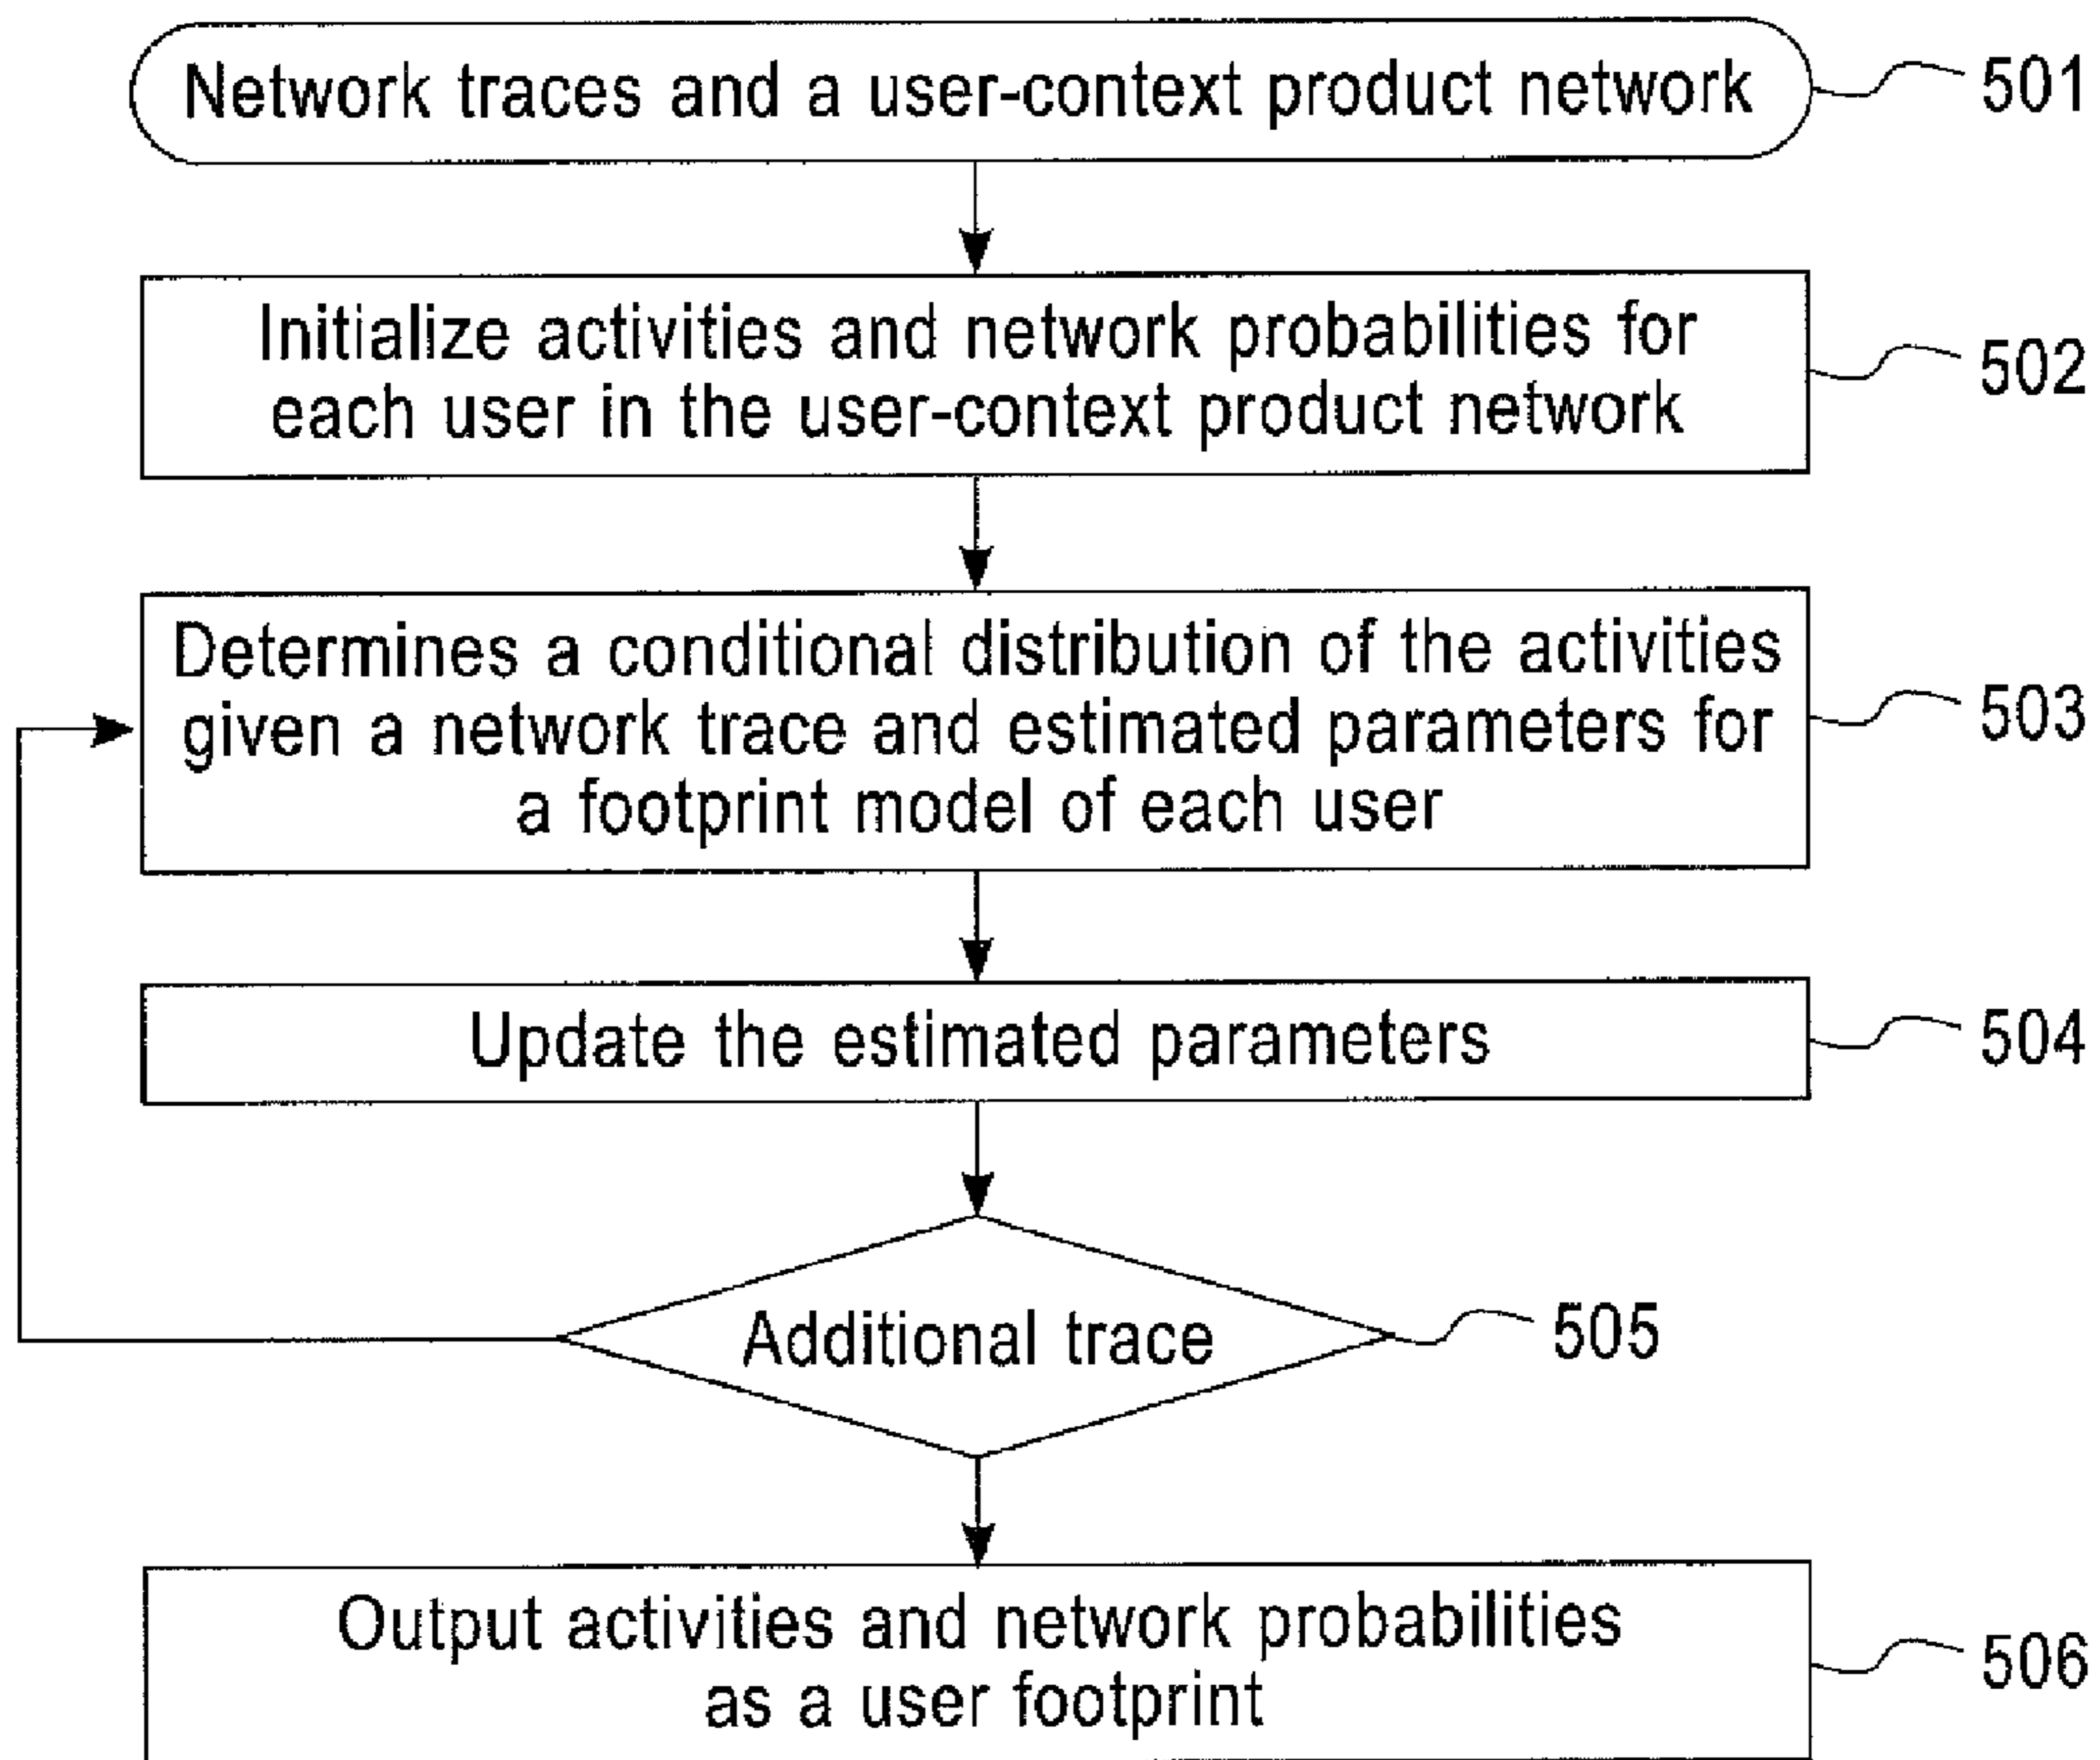 Network traces and a user-context product network
501
Initialize activities and network probabilities for
each user in the user-context product network
502
Determines a conditional distribution of the activities
given a network trace and estimated parameters for
a footprint model of each user
503
Update the estimated parameters
504
Additional trace
505
Output activities and network probabilities
as a user footprint
506